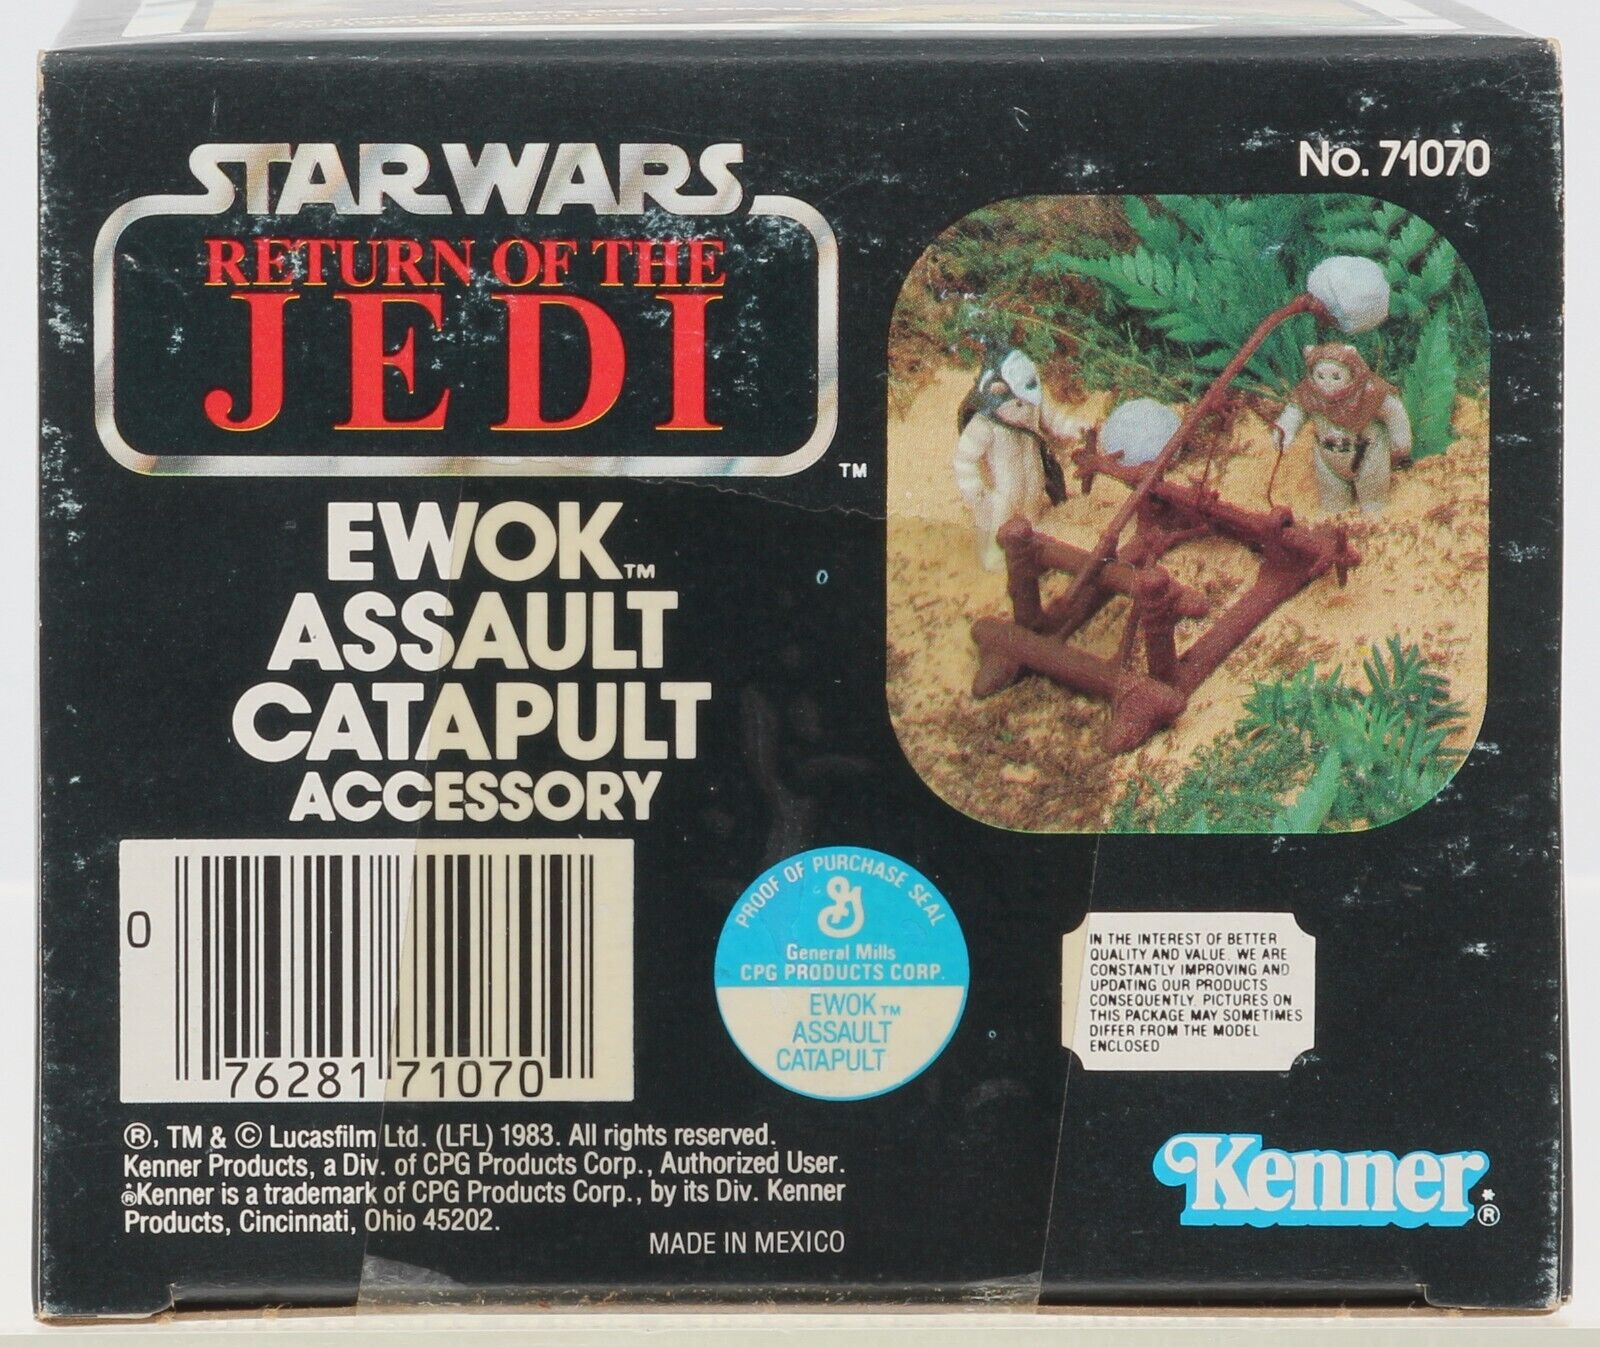 STAR WARS
RETURN OF THE
JEDI
TM
No. 71070
EWOK™
ASSAULT
CATAPULT
ACCESSORY
0
76281 71070
PROOF OF PURCHASE SEAL
General Mills
CPG PRODUCTS CORP.
EWOK™
ASSAULT
CATAPULT
IN THE INTEREST OF BETTER
QUALITY AND VALUE, WE ARE
CONSTANTLY IMPROVING AND
UPDATING OUR PRODUCTS
CONSEQUENTLY, PICTURES ON
THIS PACKAGE MAY SOMETIMES
DIFFER FROM THE MODEL
ENCLOSED
®, TM & © Lucasfilm Ltd. (LFL) 1983. All rights reserved.
Kenner Products, a Div. of CPG Products Corp., Authorized User.
*®Kenner is a trademark of CPG Products Corp., by its Div. Kenner
Products, Cincinnati, Ohio 45202.
MADE IN MEXICO
Kenner*®